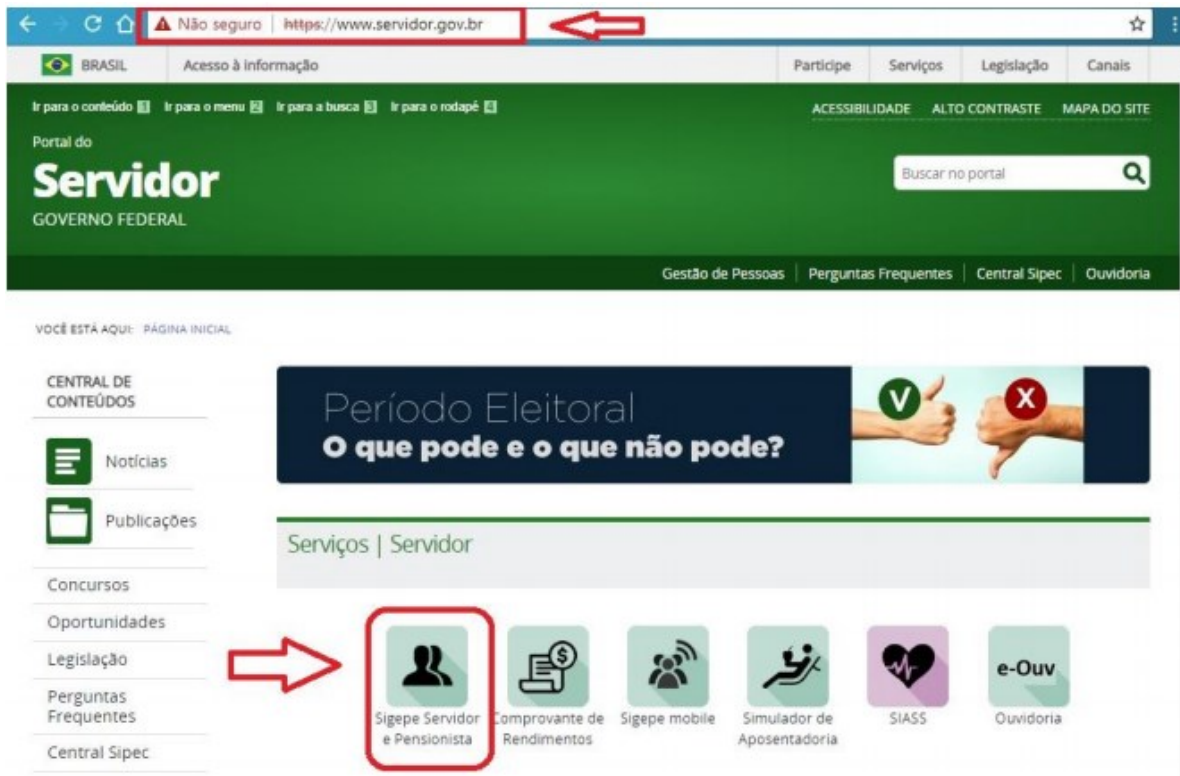 Não seguro | https://www.servidor.gov.br
BRASIL Acesso à informação Participe Serviços Legislação Canais
Ir para o conteúdo 1 Ir para o menu 2 Ir para a busca 3 Ir para o rodapé 4 ACESSIBILIDADE ALTO CONTRASTE MAPA DO SITE
Portal do
Servidor
Buscar no portal
GOVERNO FEDERAL
Gestão de Pessoas | Perguntas Frequentes | Central Sipec | Ouvidoria
VOCÊ ESTÁ AQUI: PÁGINA INICIAL
CENTRAL DE
CONTEÚDOS
Notícias
Publicações
Concursos
Oportunidades
Legislação
Perguntas
Frequentes
Central Sipec
Período Eleitoral
O que pode e o que não pode?
V X
Serviços | Servidor
Sigepe Servidor
e Pensionista
Comprovante de
Rendimentos
Sigepe mobile
Simulador de
Aposentadoria
SIASS
e-Ouv
Ouvidoria